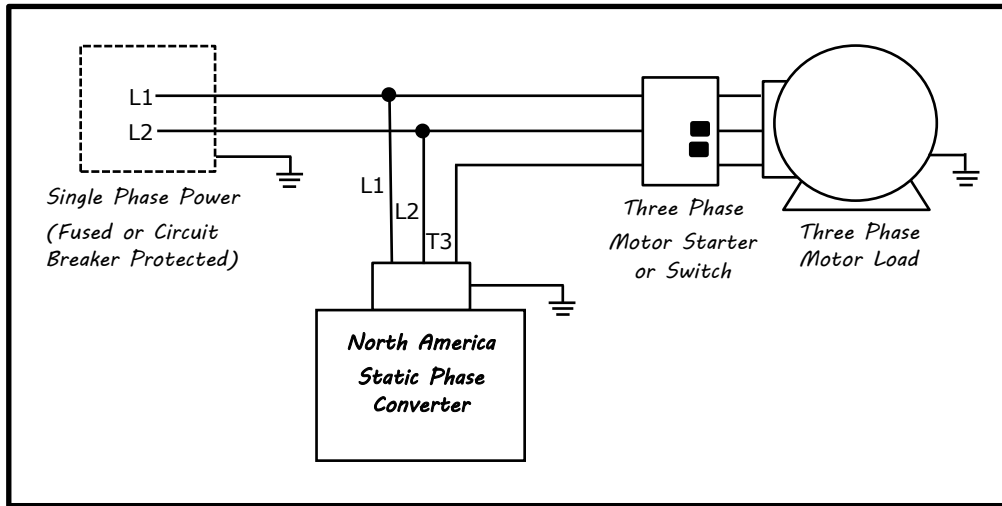 L1
L2
Single Phase Power
(Fused or Circuit
Breaker Protected)
L1
L2
T3
North America
Static Phase
Converter
Three Phase
Motor Starter
or Switch
Three Phase
Motor Load